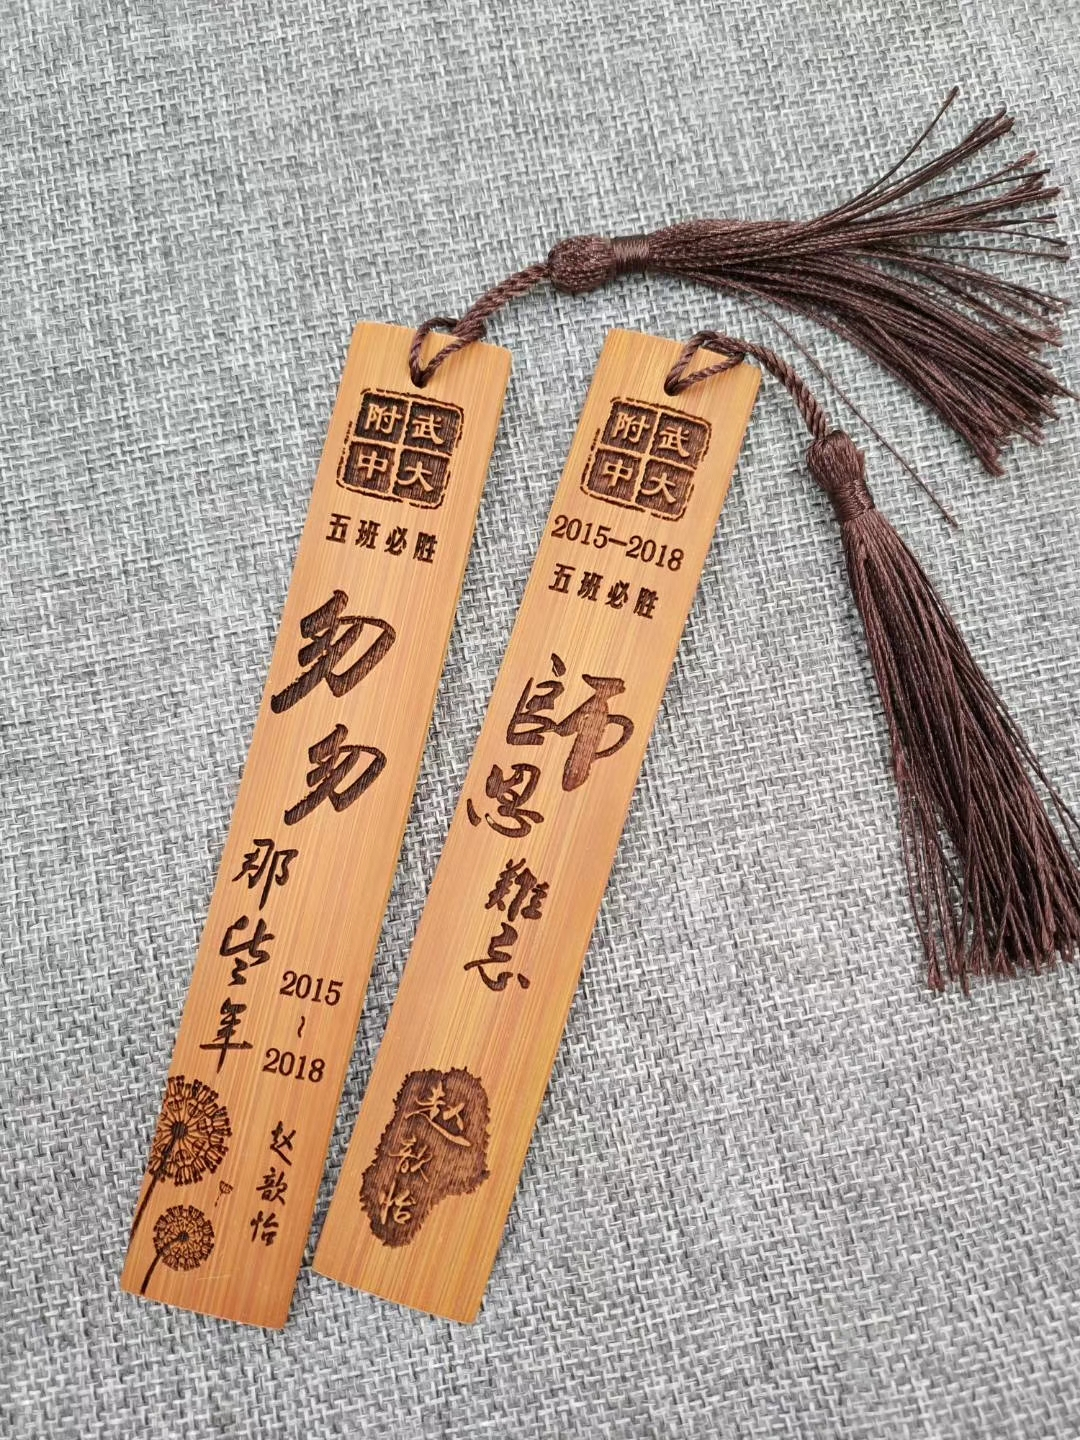 武大
附中
五班必胜
匆匆
那些年
2015
~
2018
赵歆怡
武大
附中
2015—2018
五班必胜
師恩
難忘
赵歆怡